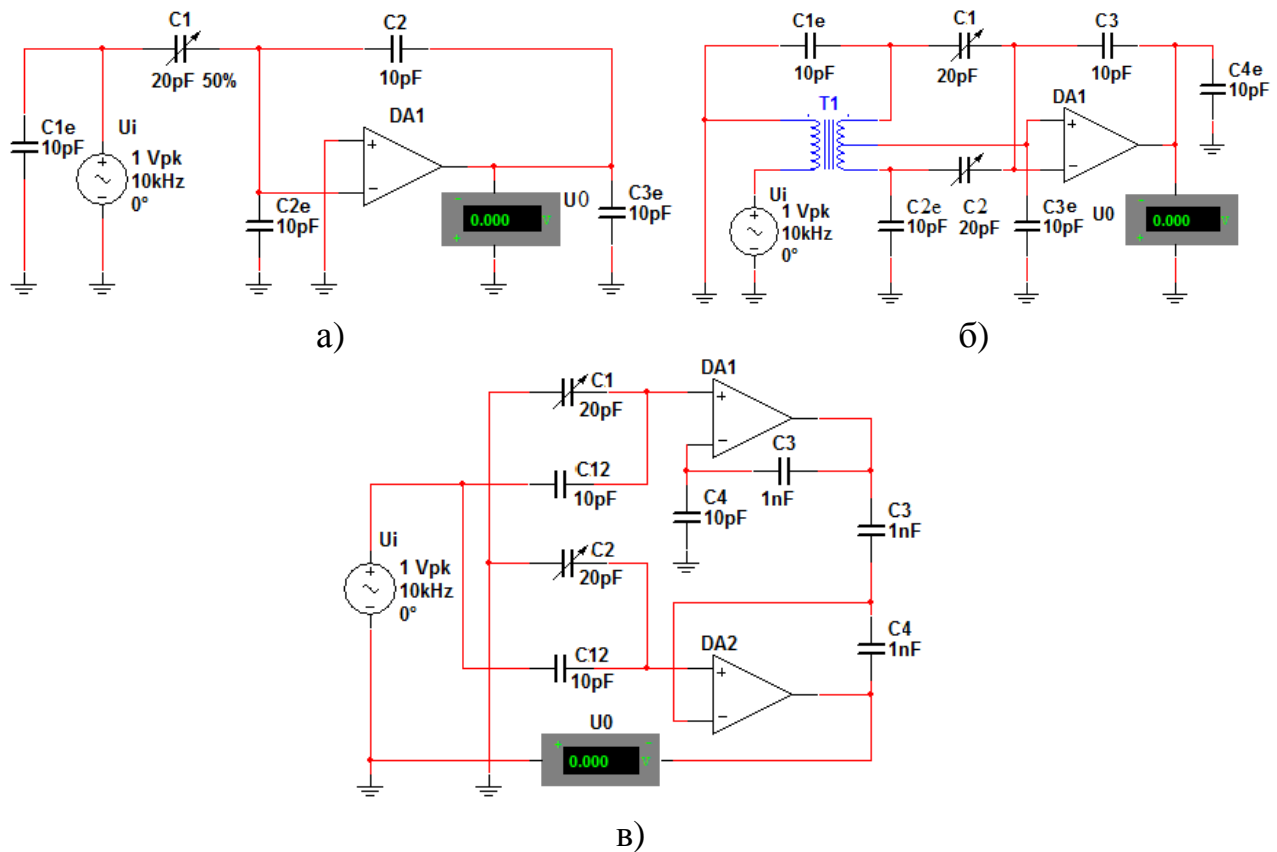 C1
20pF 50%
C2
10pF
C1e
10pF
Ui
1 Vpk
10kHz
0°
DA1
+
−
C2e
10pF
U0
0.000
V
C3e
10pF
а)
C1e
10pF
C1
20pF
C3
10pF
C4e
10pF
T1
DA1
+
−
Ui
1 Vpk
10kHz
0°
C2e
10pF
C2
20pF
C3e
10pF
U0
0.000
V
б)
C1
20pF
DA1
+
−
C12
10pF
C3
1nF
C4
10pF
C3
1nF
Ui
1 Vpk
10kHz
0°
C2
20pF
C12
10pF
DA2
+
−
C4
1nF
U0
0.000
V
в)